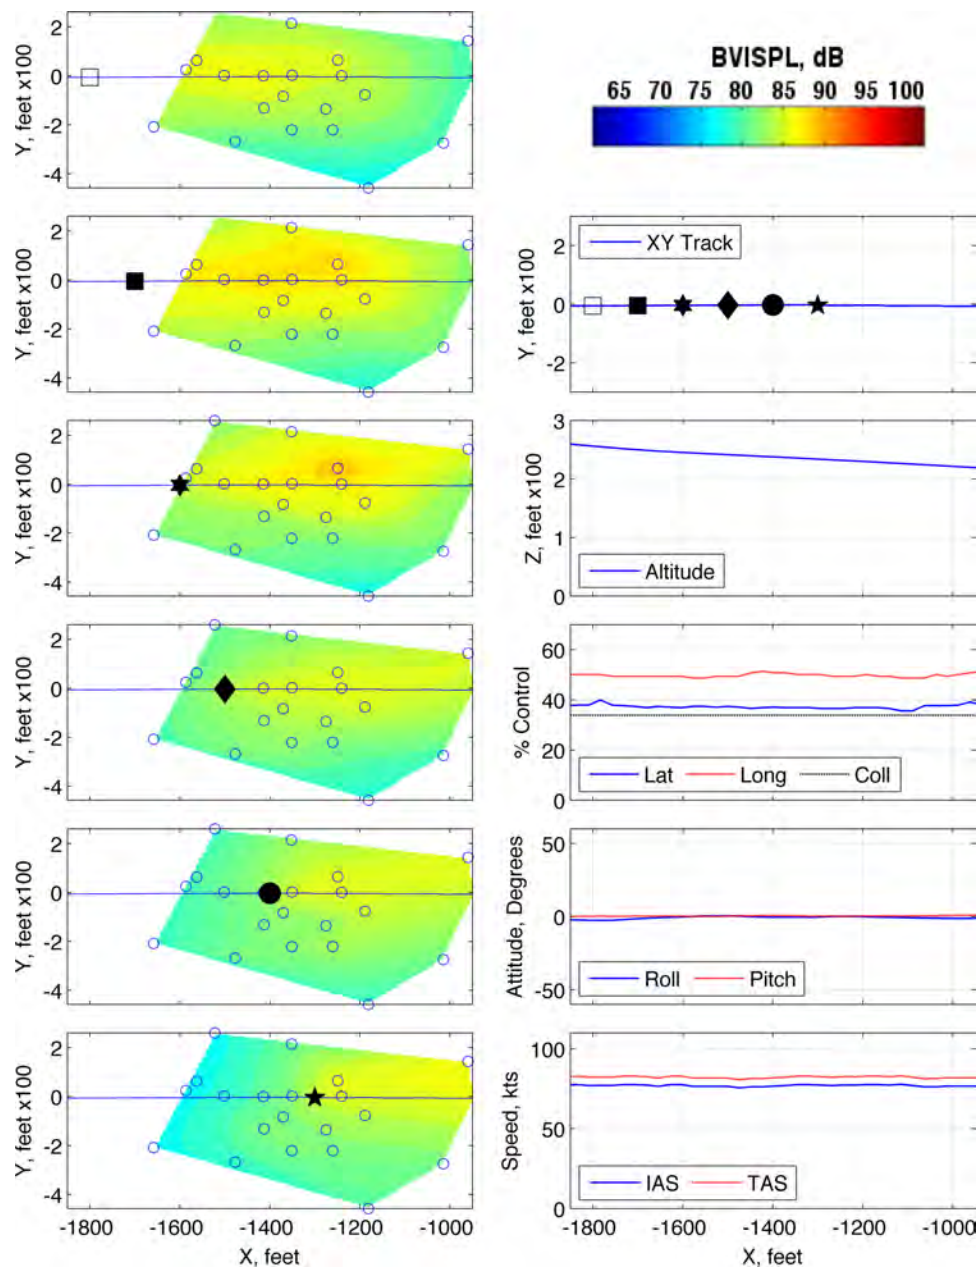 2
0
-2
-4
Y, feet x100
BVISPL, dB
65 70 75 80 85 90 95 100
2
0
-2
-4
Y, feet x100
2
0
-2
Y, feet x100
XY Track
2
0
-2
-4
Y, feet x100
3
2
1
0
Z, feet x100
Altitude
2
0
-2
-4
Y, feet x100
60
40
20
0
% Control
Lat Long Coll
2
0
-2
-4
Y, feet x100
50
0
-50
Attitude, Degrees
Roll Pitch
2
0
-2
-4
Y, feet x100
-1800 -1600 -1400 -1200 -1000
X, feet
100
50
0
Speed, kts
IAS TAS
-1800 -1600 -1400 -1200 -1000
X, feet